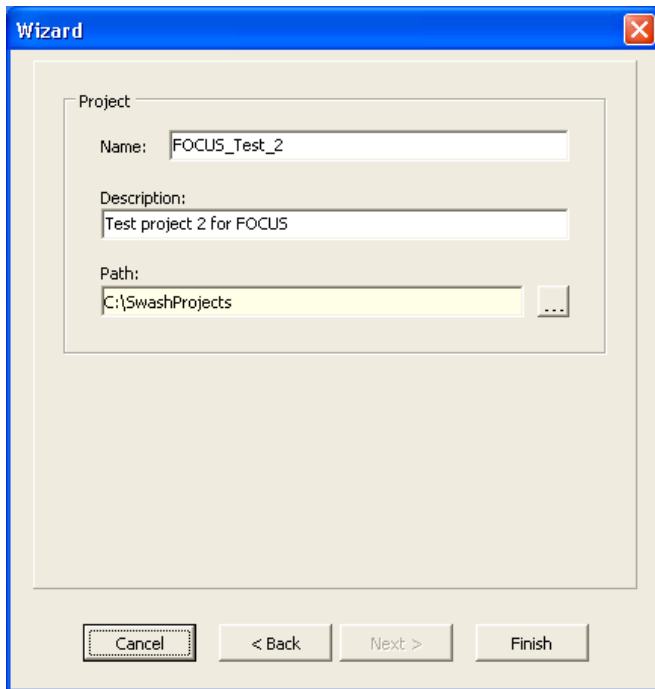 Wizard
Project
Name: FOCUS_Test_2
Description:
Test project 2 for FOCUS
Path:
C:\SwashProjects ...
Cancel < Back Next > Finish